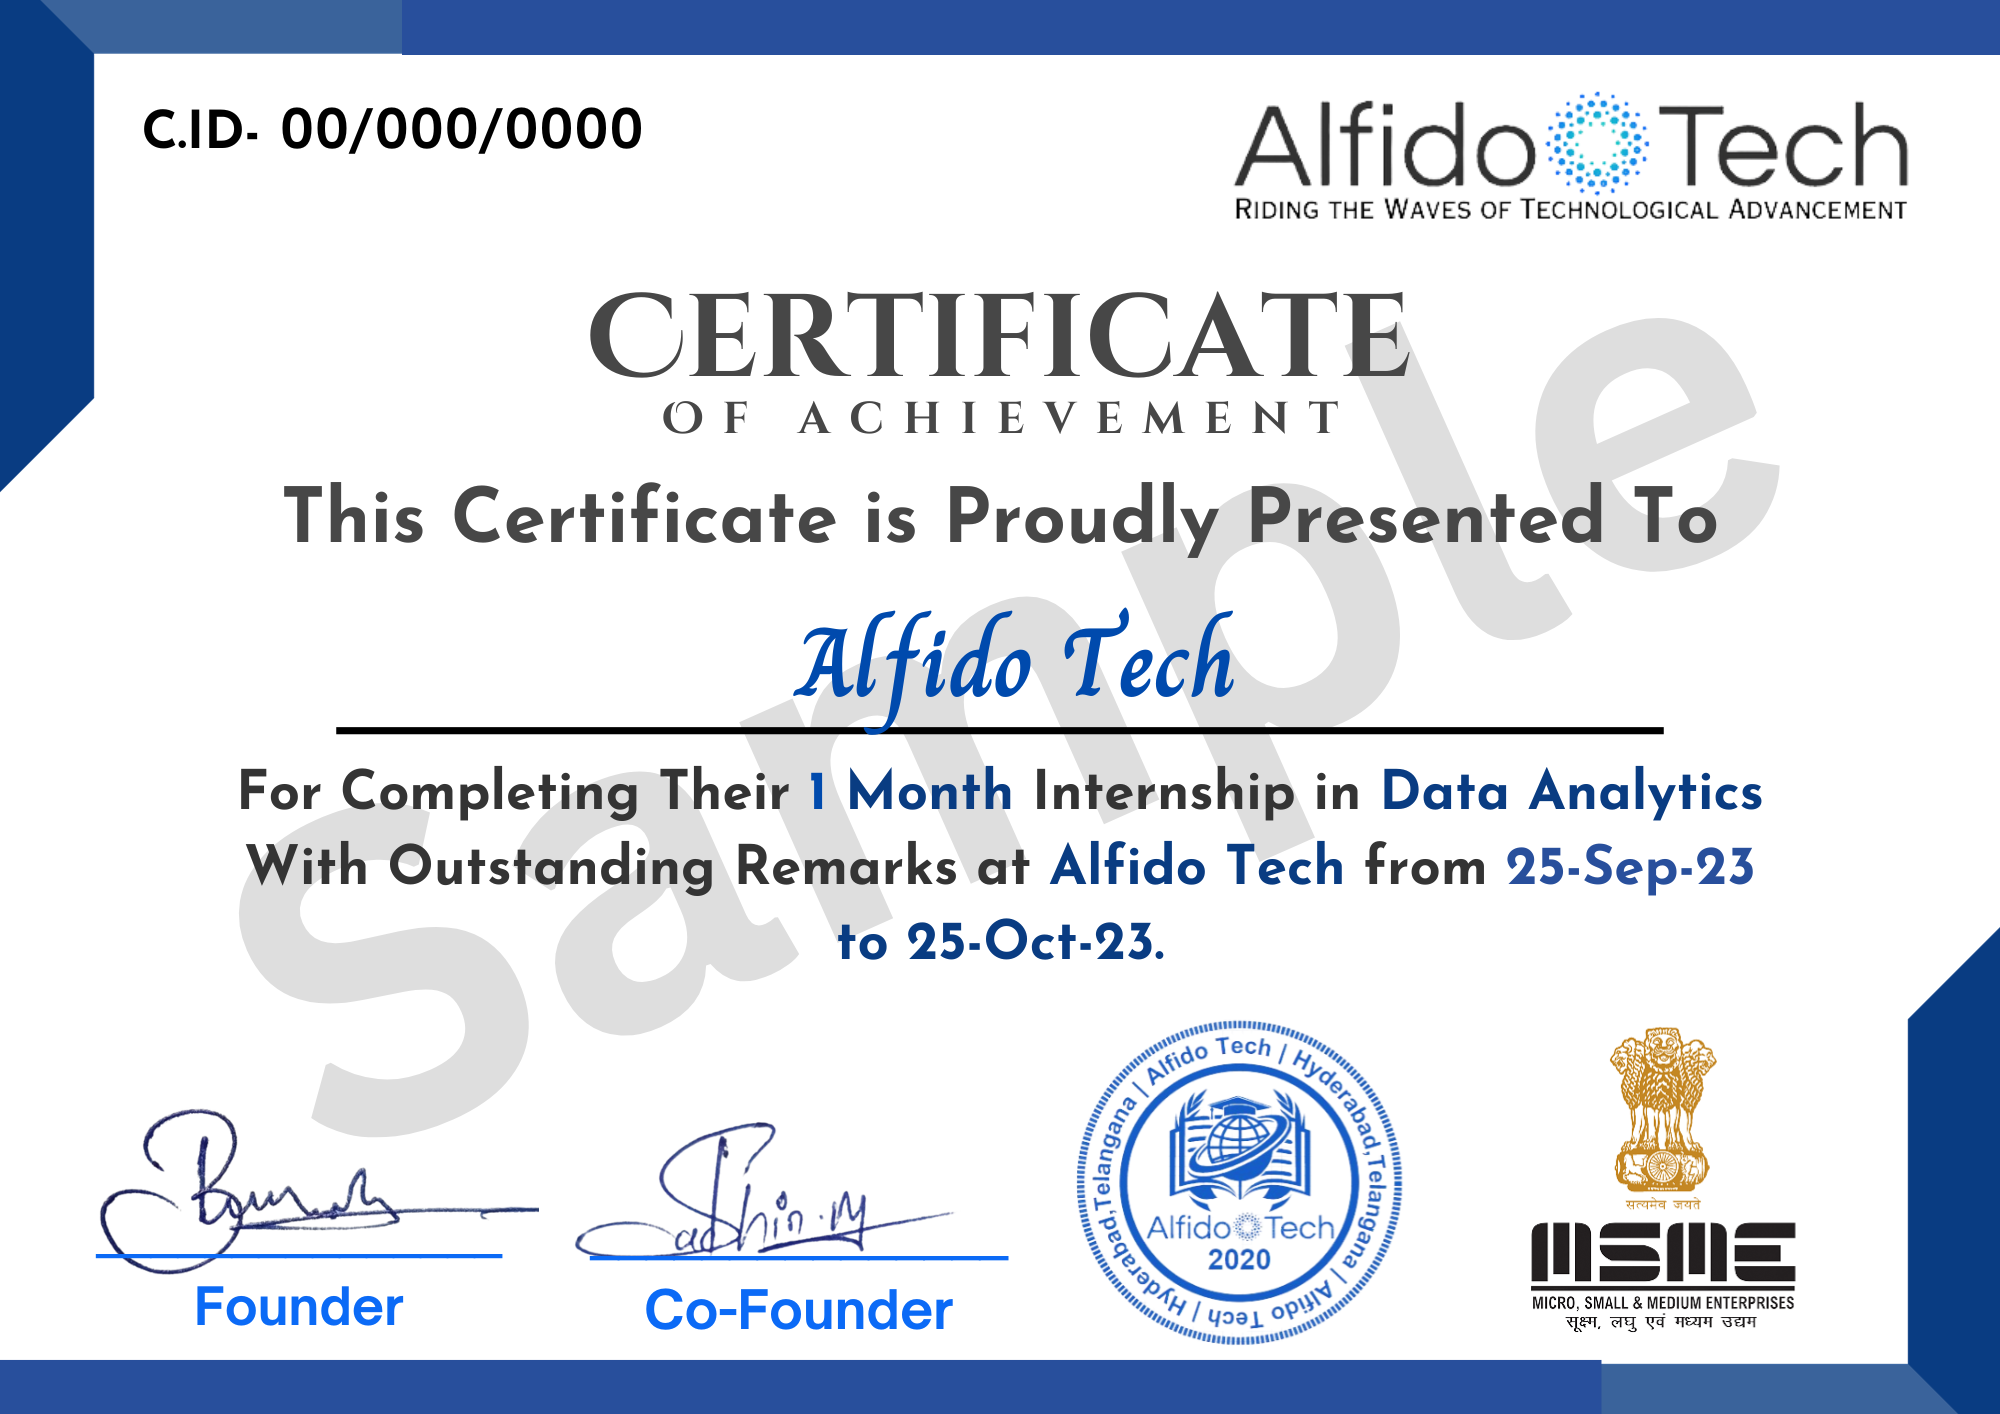 C.ID- 00/000/0000
Alfido Tech
RIDING THE WAVES OF TECHNOLOGICAL ADVANCEMENT
CERTIFICATE
OF ACHIEVEMENT
This Certificate is Proudly Presented To
Alfido Tech
For Completing Their 1 Month Internship in Data Analytics
With Outstanding Remarks at Alfido Tech from 25-Sep-23
to 25-Oct-23.
Sample
Sachin.M
Founder
Co-Founder
Alfido Tech | Hyderabad,Telangana | Alfido Tech | Hyderabad,Telangana |
Alfido Tech
2020
सत्यमेव जयते
MSME
MICRO, SMALL & MEDIUM ENTERPRISES
सूक्ष्म, लघु एवं मध्यम उद्यम